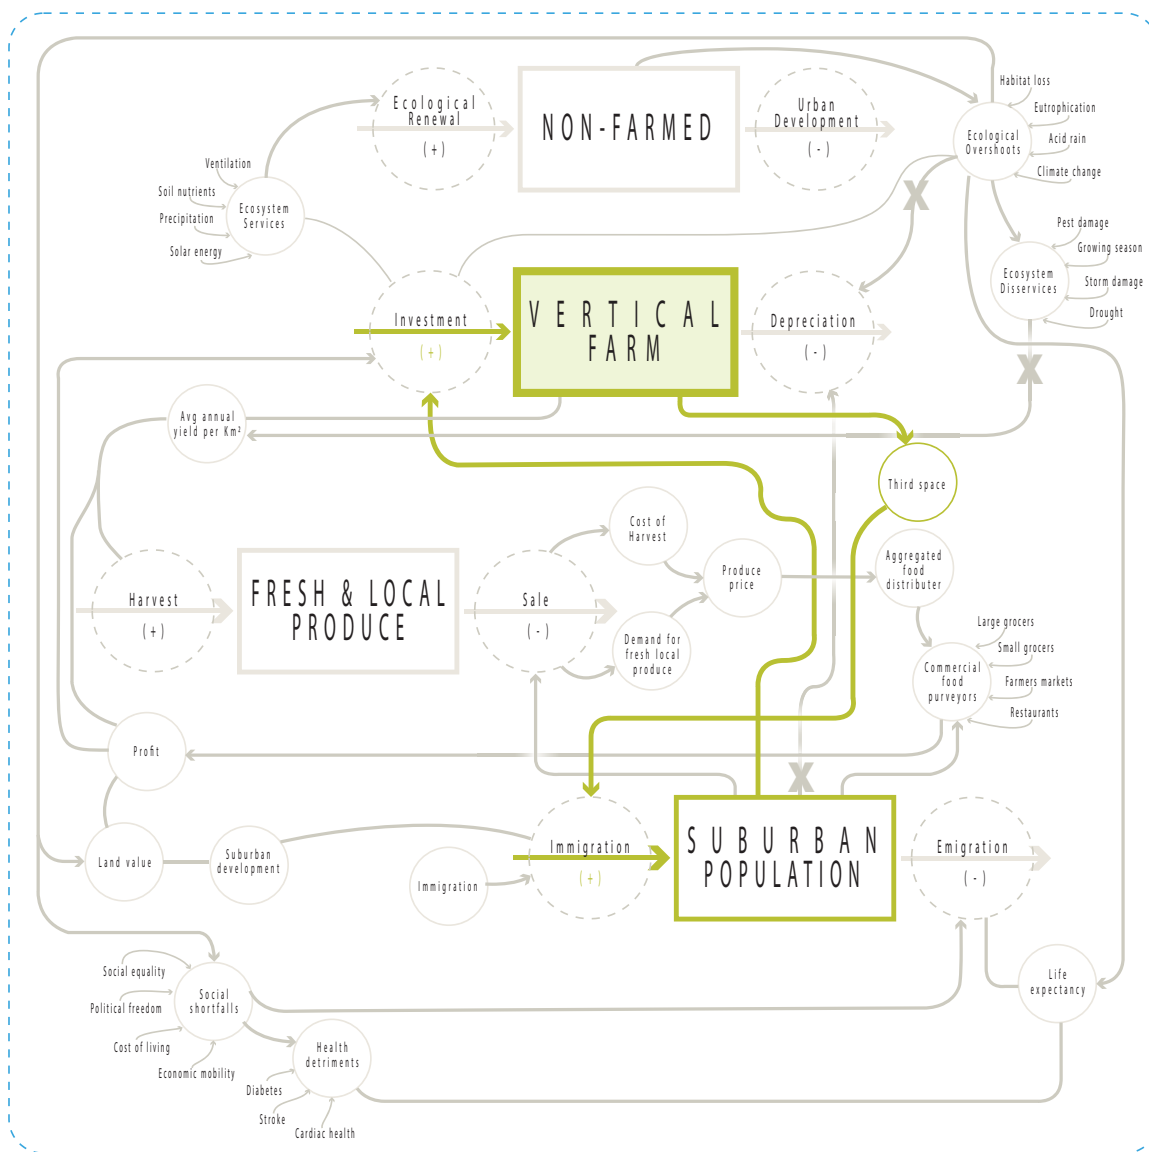 Habitat loss
Ecological
Renewal
(+)
NON-FARMED
Urban
Development
(-)
Eutrophication
Ecological
Overshoots
Acid rain
Climate change
Ventilation
Soil nutrients
Precipitation
Solar energy
Ecosystem
Services
Pest damage
Growing season
Storm damage
Drought
Ecosystem
Disservices
X
Investment
(+)
VERTICAL
FARM
Depreciation
(-)
X
Avg annual
yield per Km²
Third space
Cost of
Harvest
Produce
price
Aggregated
food
distributer
Harvest
(+)
FRESH & LOCAL
PRODUCE
Sale
(-)
Demand for
fresh local
produce
Large grocers
Small grocers
Farmers markets
Restaurants
Commercial
food
purveyors
Profit
X
Land value
Suburban
development
Immigration
Immigration
(+)
SUBURBAN
POPULATION
Emigration
(-)
Social equality
Political freedom
Cost of living
Economic mobility
Social
shortfalls
Life
expectancy
Health
detriments
Diabetes
Stroke
Cardiac health